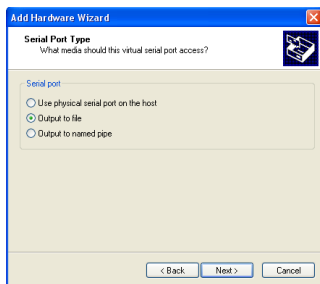 Add Hardware Wizard
Serial Port Type
What media should this virtual serial port access?
Serial port
Use physical serial port on the host
Output to file
Output to named pipe
< Back Next > Cancel